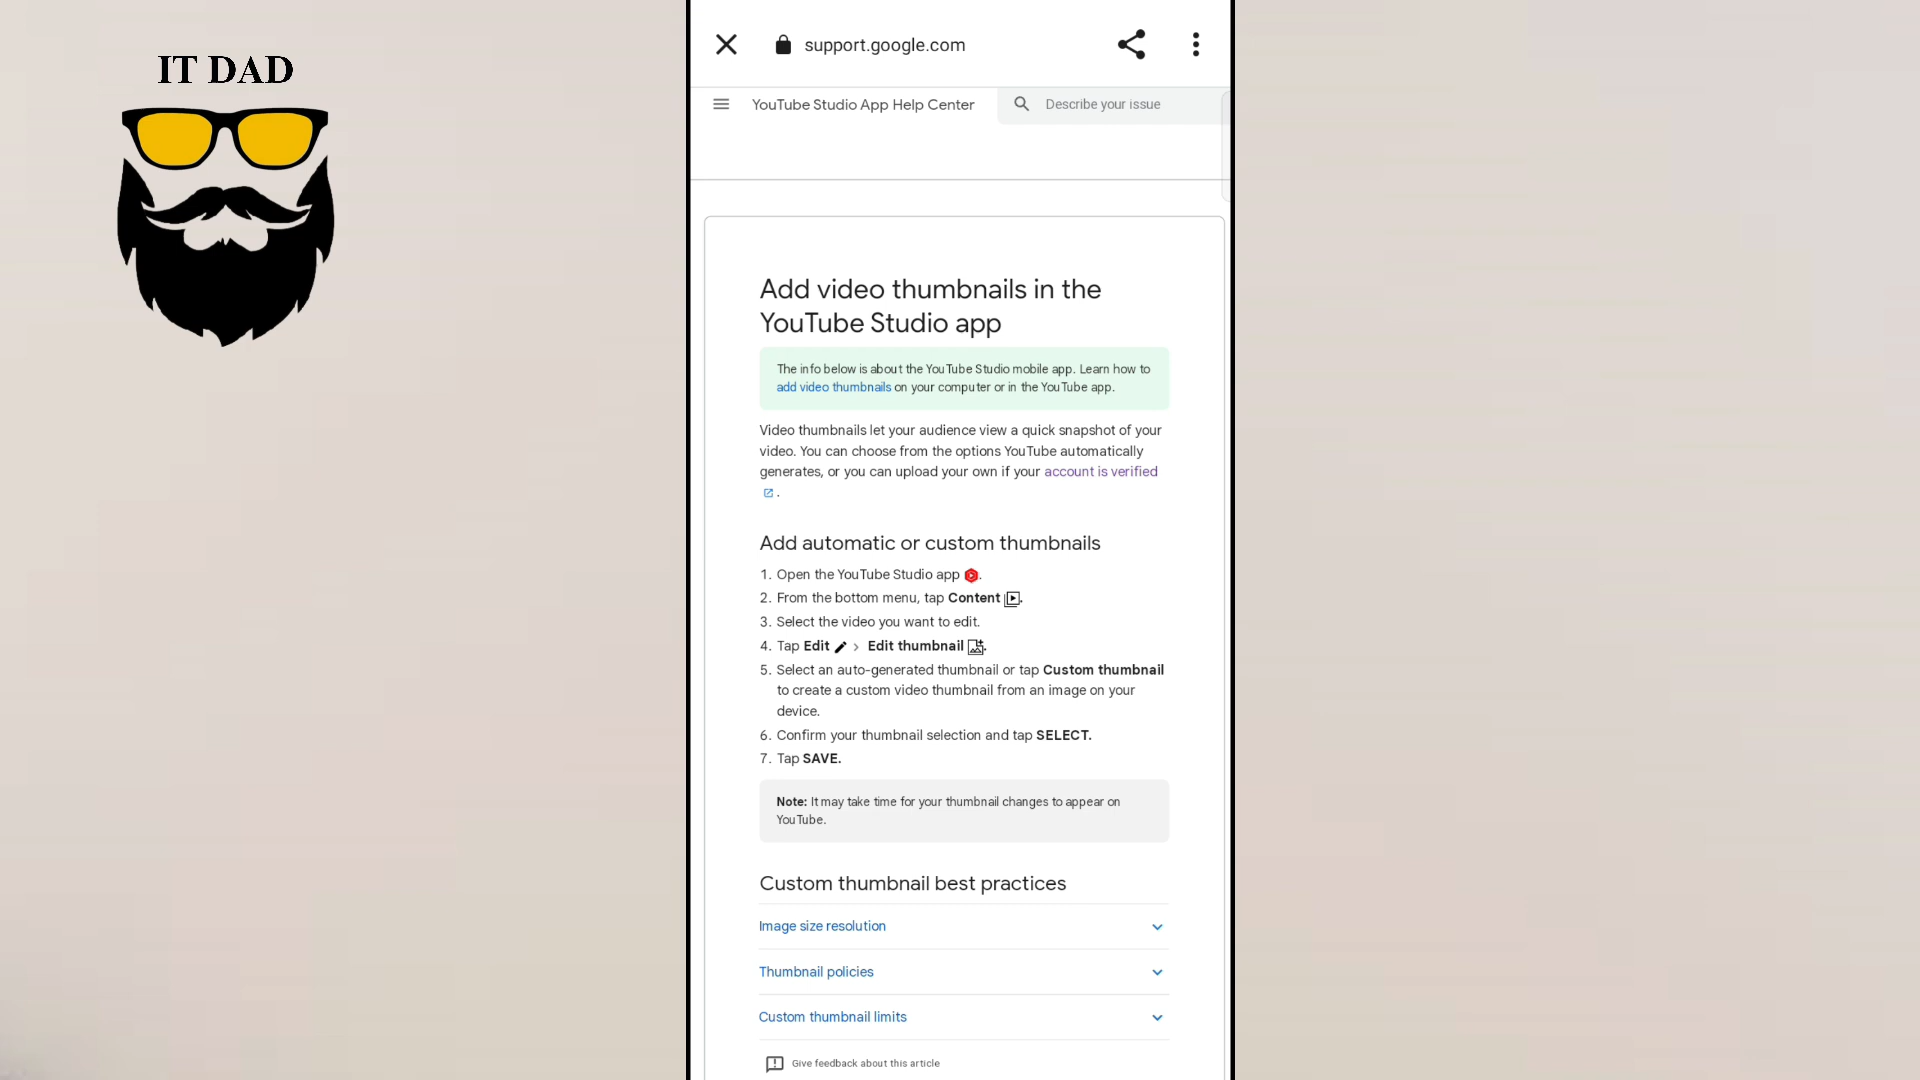 IT DAD
support.google.com
YouTube Studio App Help Center
Describe your issue
Add video thumbnails in the
YouTube Studio app
The info below is about the YouTube Studio mobile app. Learn how to
add video thumbnails on your computer or in the YouTube app.
Video thumbnails let your audience view a quick snapshot of your
video. You can choose from the options YouTube automatically
generates, or you can upload your own if your account is verified
.
Add automatic or custom thumbnails
1. Open the YouTube Studio app .
2. From the bottom menu, tap Content .
3. Select the video you want to edit.
4. Tap Edit > Edit thumbnail .
5. Select an auto-generated thumbnail or tap Custom thumbnail
to create a custom video thumbnail from an image on your
device.
6. Confirm your thumbnail selection and tap SELECT.
7. Tap SAVE.
Note: It may take time for your thumbnail changes to appear on
YouTube.
Custom thumbnail best practices
Image size resolution
Thumbnail policies
Custom thumbnail limits
Give feedback about this article